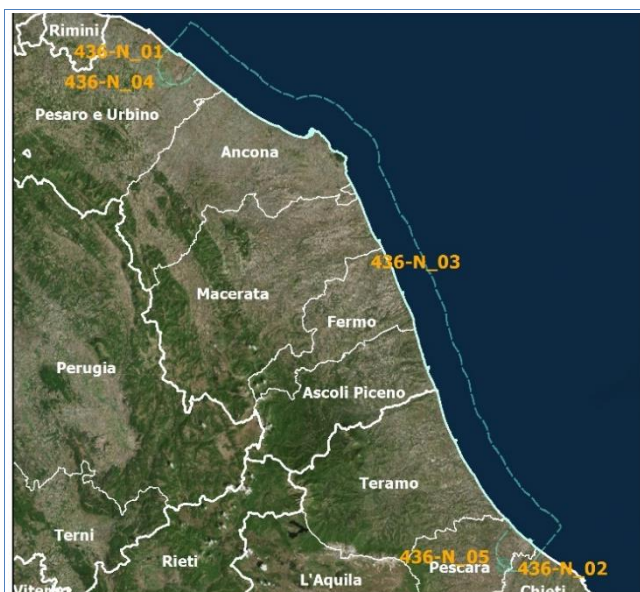 Rimini
436-N_01
436-N_04
Pesaro e Urbino
Ancona
436-N_03
Macerata
Fermo
Perugia
Ascoli Piceno
Teramo
Terni
436-N_05
Rieti
Pescara
436-N_02
L'Aquila